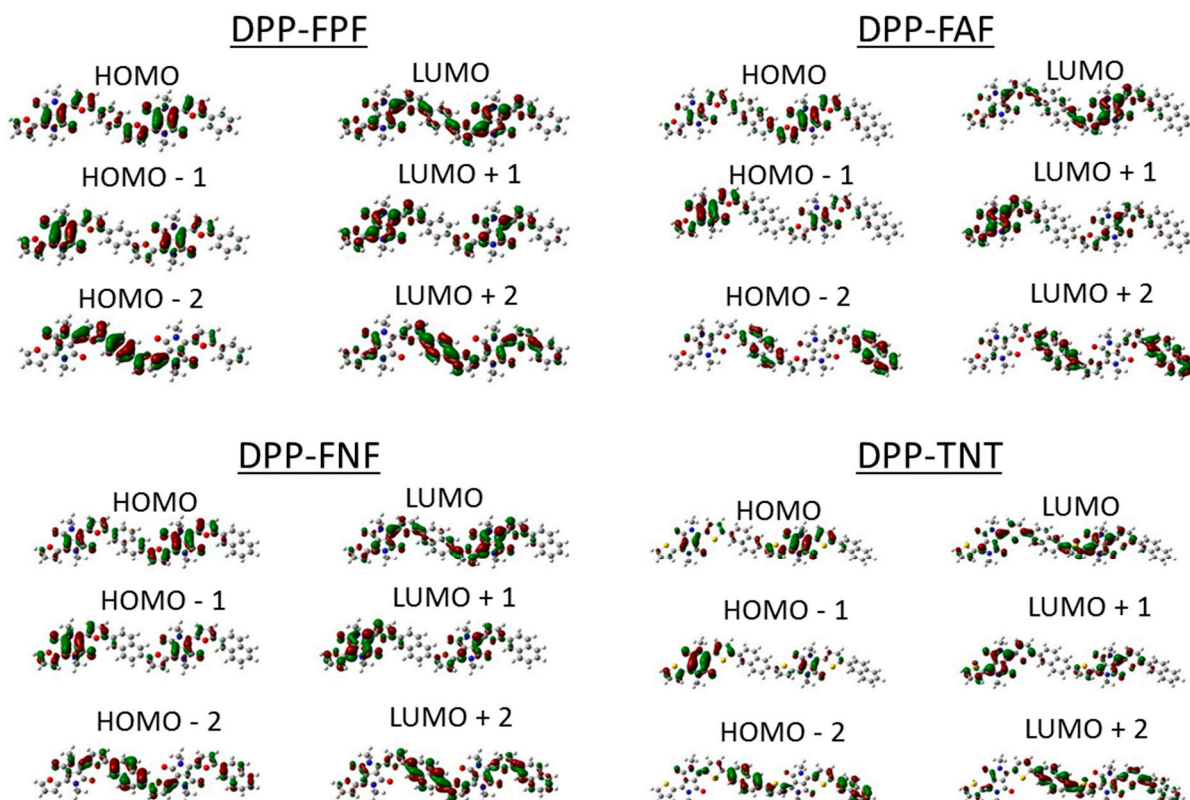 DPP-FPF
HOMO
LUMO
HOMO - 1
LUMO + 1
HOMO - 2
LUMO + 2
DPP-FAF
HOMO
LUMO
HOMO - 1
LUMO + 1
HOMO - 2
LUMO + 2
DPP-FNF
HOMO
LUMO
HOMO - 1
LUMO + 1
HOMO - 2
LUMO + 2
DPP-TNT
HOMO
LUMO
HOMO - 1
LUMO + 1
HOMO - 2
LUMO + 2